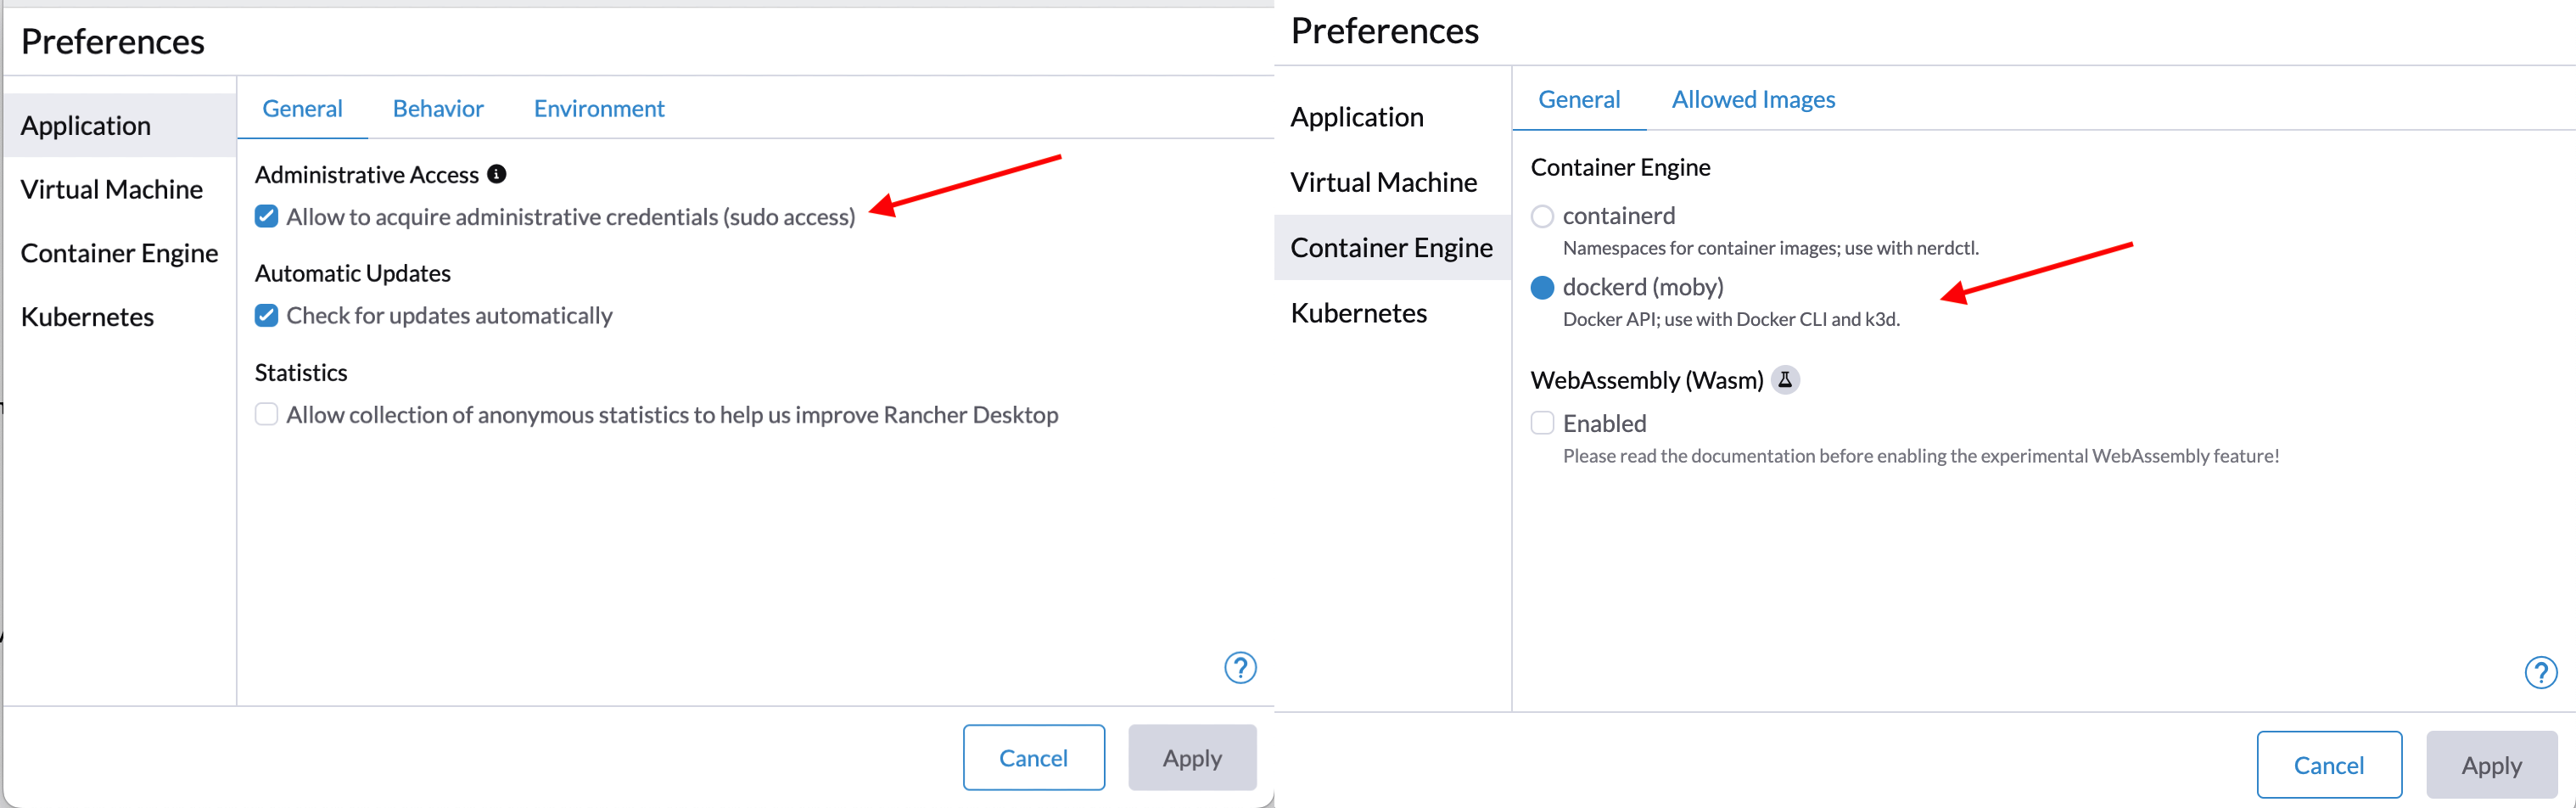 Preferences
Application
Virtual Machine
Container Engine
Kubernetes
General Behavior Environment
Administrative Access
Allow to acquire administrative credentials (sudo access)
Automatic Updates
Check for updates automatically
Statistics
Allow collection of anonymous statistics to help us improve Rancher Desktop
?
Cancel Apply
Preferences
Application
Virtual Machine
Container Engine
Kubernetes
General Allowed Images
Container Engine
containerd
Namespaces for container images; use with nerdctl.
dockerd (moby)
Docker API; use with Docker CLI and k3d.
WebAssembly (Wasm)
Enabled
Please read the documentation before enabling the experimental WebAssembly feature!
?
Cancel Apply